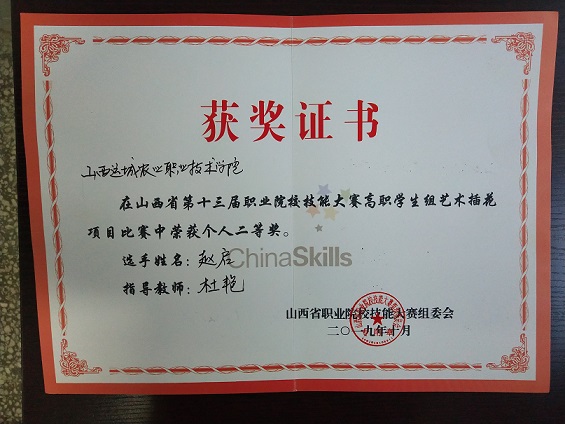 获奖证书
山西运城农业职业技术学院
在山西省第十三届职业院校技能大赛高职学生组艺术插花
项目比赛中荣获个人二等奖。
ChinaSkills
选手姓名：赵启
指导教师：杜艳
山西省职业院校技能大赛组委会
二〇一九年十月